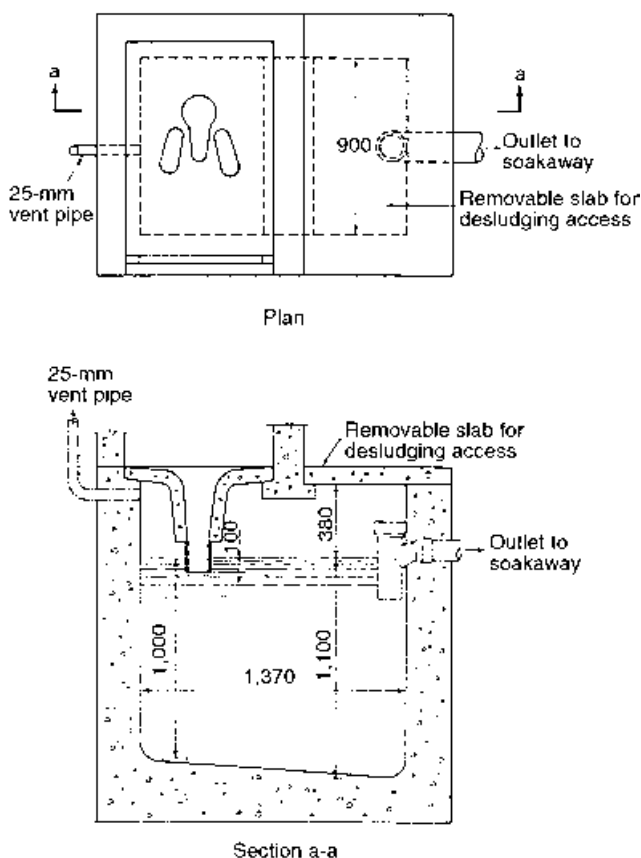 a
a
900
Outlet to
soakaway
25-mm
vent pipe
Removable slab for
desludging access
Plan
25-mm
vent pipe
Removable slab for
desludging access
100
380
Outlet to
soakaway
1,000
1,370
1,100
Section a-a